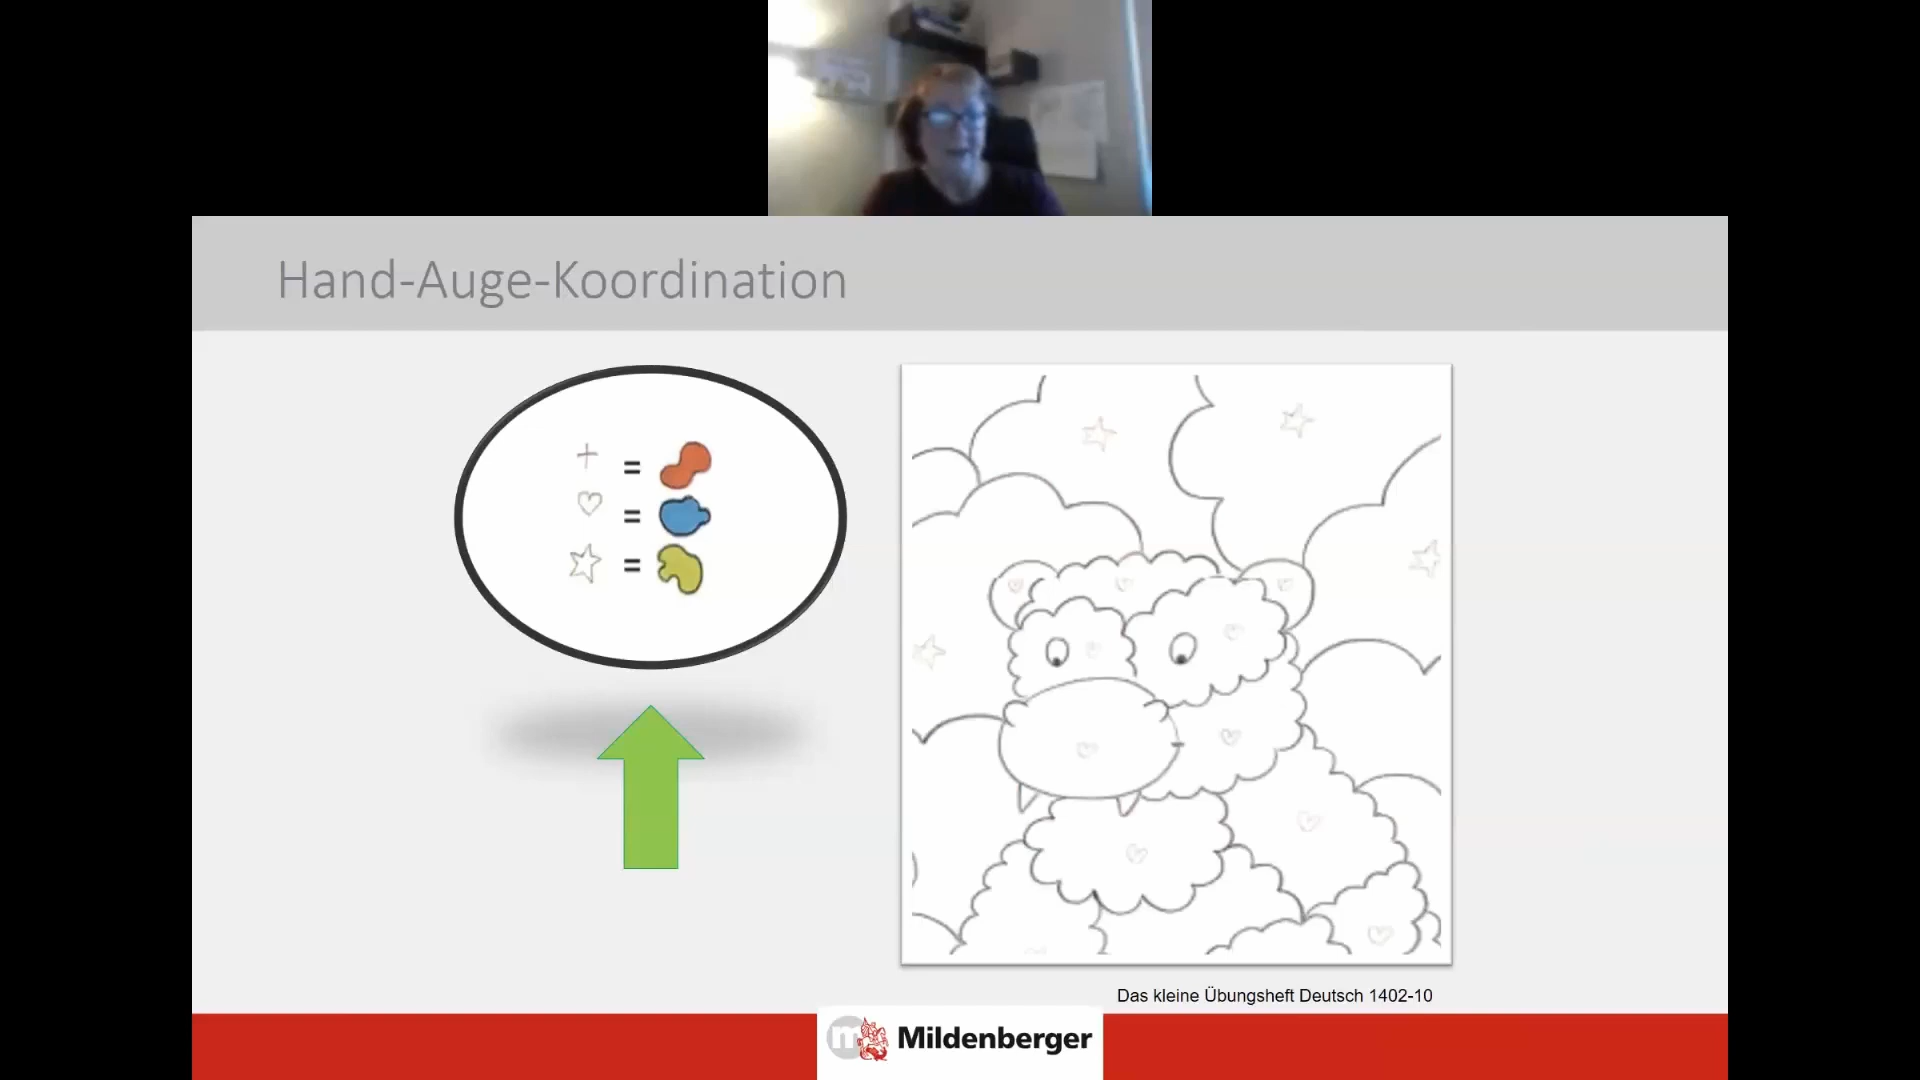 Hand-Auge-Koordination
+ =
♡ =
☆ =
Das kleine Übungsheft Deutsch 1402-10
m Mildenberger